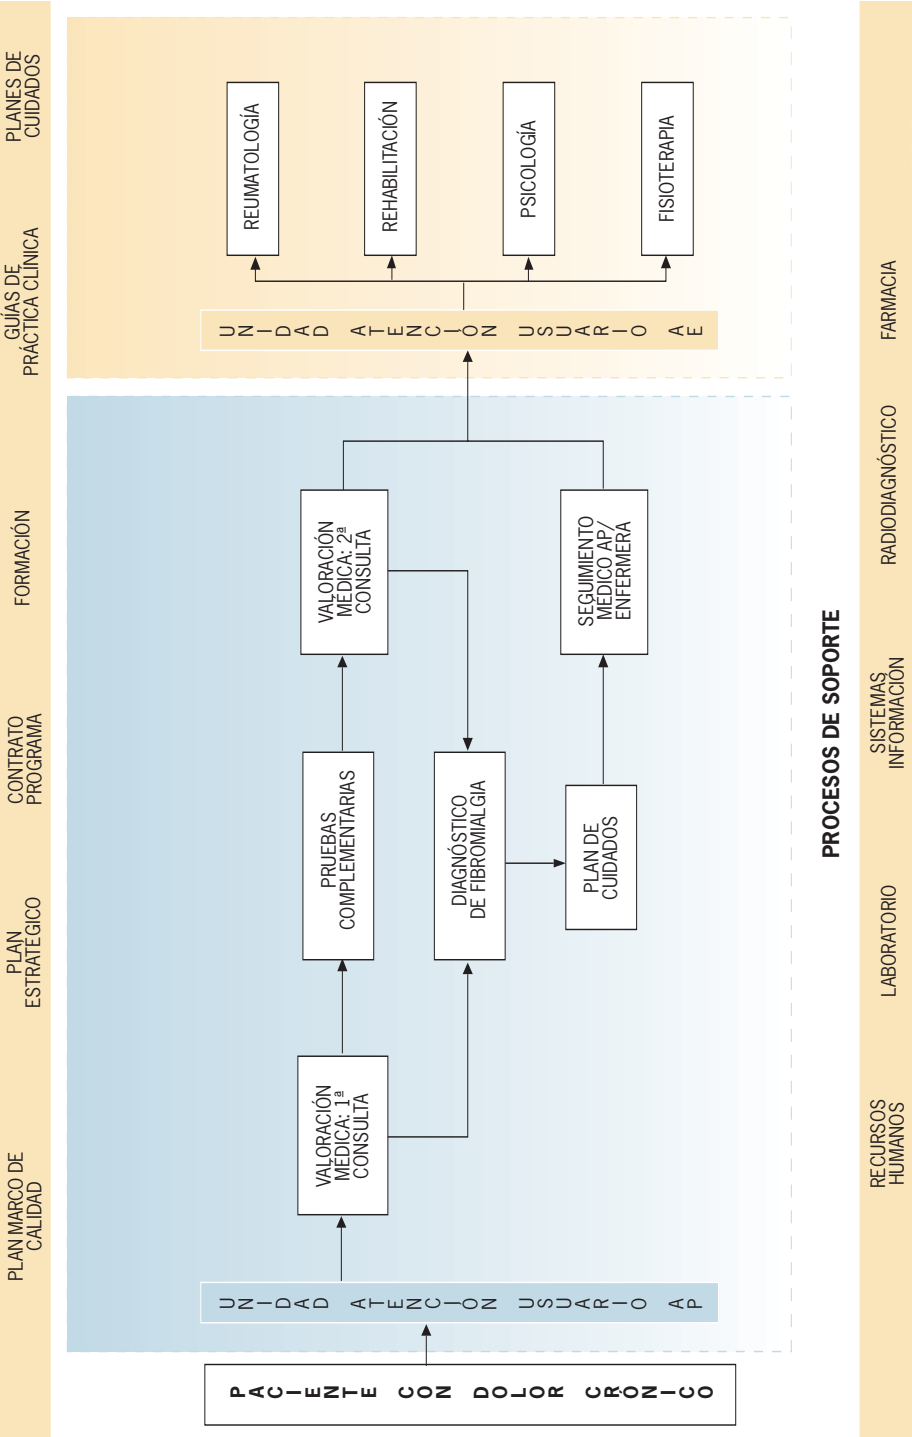 PLAN MARCO DE
CALIDAD
PLAN
ESTRATÉGICO
CONTRATO
PROGRAMA
FORMACIÓN
GUÍAS DE
PRÁCTICA CLÍNICA
PLANES DE
CUIDADOS
PACIENTE CON DOLOR CRÓNICO
UNIDAD ATENCIÓN USUARIO AP
VALORACIÓN
MÉDICA: 1ª
CONSULTA
PRUEBAS
COMPLEMENTARIAS
VALORACIÓN
MÉDICA: 2ª
CONSULTA
DIAGNÓSTICO
DE FIBROMIALGIA
PLAN DE
CUIDADOS
SEGUIMIENTO
MÉDICO AP/
ENFERMERA
UNIDAD ATENCIÓN USUARIO AE
REUMATOLOGÍA
REHABILITACIÓN
PSICOLOGÍA
FISIOTERAPIA
PROCESOS DE SOPORTE
RECURSOS
HUMANOS
LABORATORIO
SISTEMAS
INFORMACIÓN
RADIODIAGNÓSTICO
FARMACIA